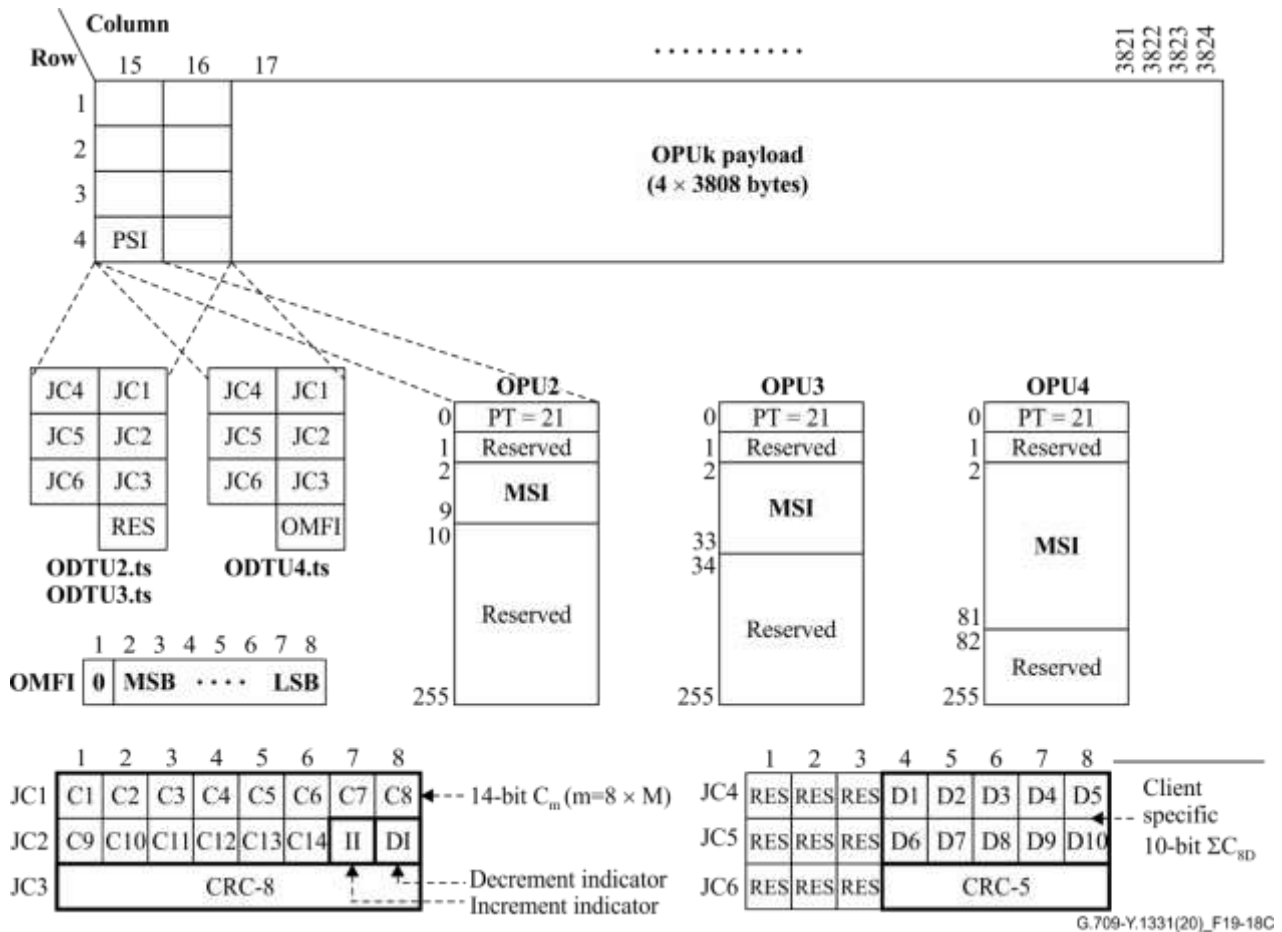 Column
Row 15 16 17 ........... 3821 3822 3823 3824
1
2
3
4 PSI
OPUk payload
(4 × 3808 bytes)
JC4 JC1
JC5 JC2
JC6 JC3
RES
ODTU2.ts
ODTU3.ts
JC4 JC1
JC5 JC2
JC6 JC3
OMFI
ODTU4.ts
OPU2
0 PT = 21
1 Reserved
2
MSI
9
10
Reserved
255
OPU3
0 PT = 21
1 Reserved
2
MSI
33
34
Reserved
255
OPU4
0 PT = 21
1 Reserved
2
MSI
81
82
Reserved
255
1 2 3 4 5 6 7 8
OMFI 0 MSB .... LSB
1 2 3 4 5 6 7 8
JC1 C1 C2 C3 C4 C5 C6 C7 C8
JC2 C9 C10 C11 C12 C13 C14 II DI
JC3 CRC-8
14-bit Cm (m=8 × M)
Decrement indicator
Increment indicator
1 2 3 4 5 6 7 8
JC4 RES RES RES D1 D2 D3 D4 D5
JC5 RES RES RES D6 D7 D8 D9 D10
JC6 RES RES RES CRC-5
Client
specific
10-bit ΣC8D
G.709-Y.1331(20)_F19-18C